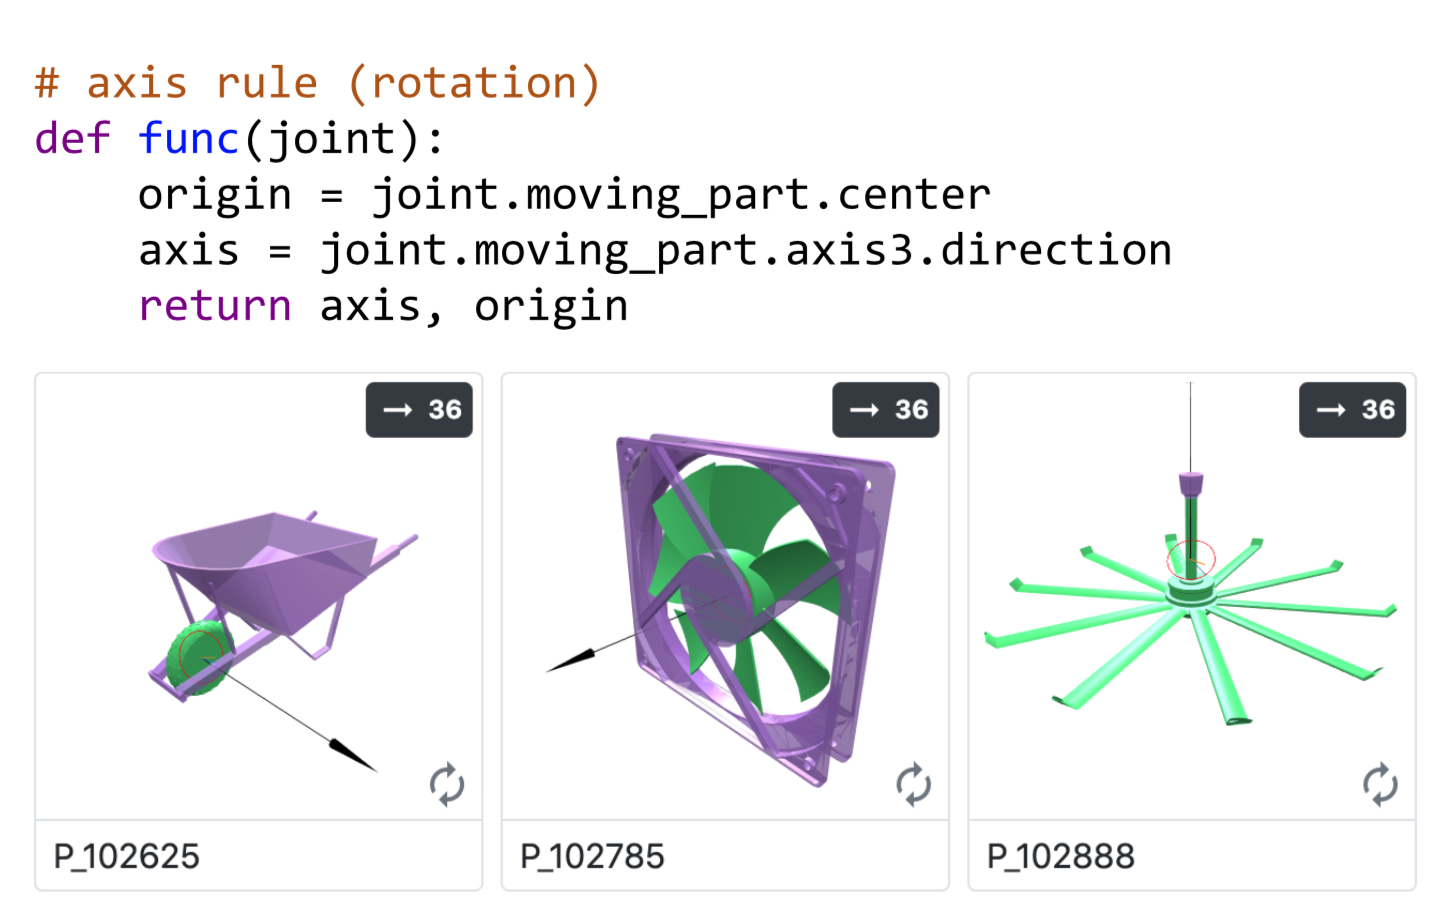 # axis rule (rotation)
def func(joint):
    origin = joint.moving_part.center
    axis = joint.moving_part.axis3.direction
    return axis, origin
→ 36
→ 36
→ 36
P_102625
P_102785
P_102888